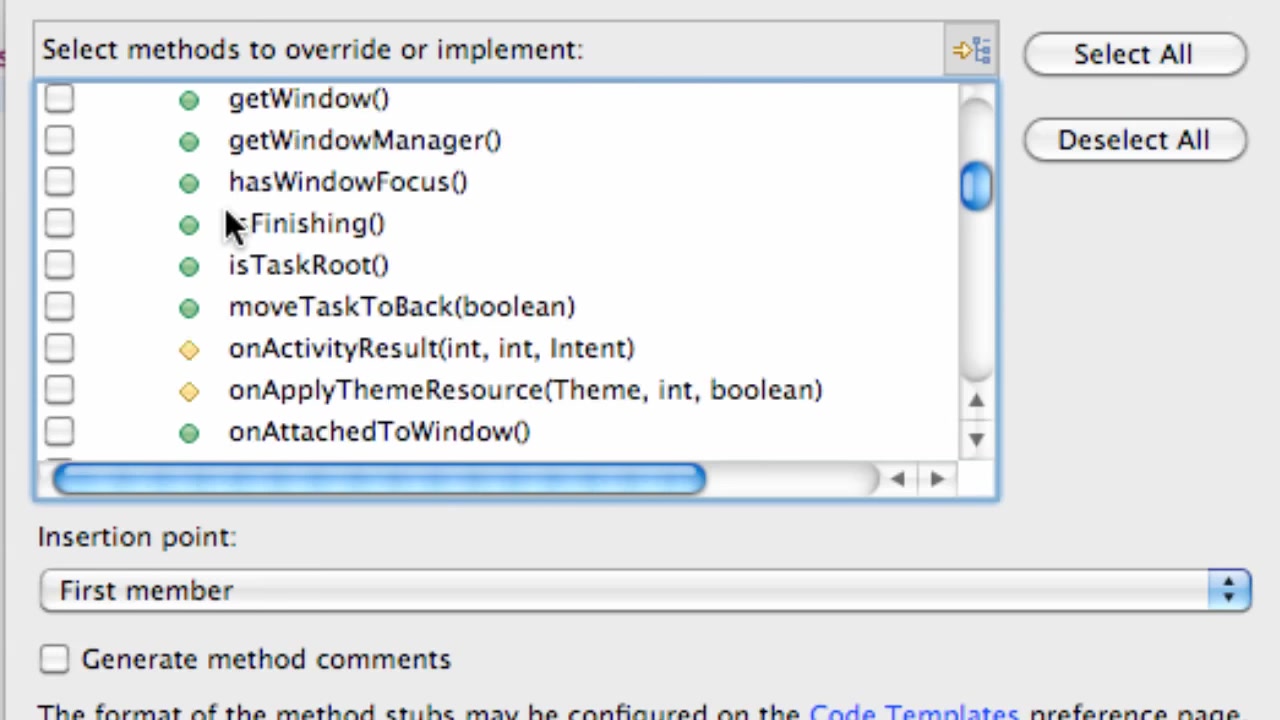 Select methods to override or implement:
Select All
getWindow()
Deselect All
getWindowManager()
hasWindowFocus()
sFinishing()
isTaskRoot()
moveTaskToBack(boolean)
onActivityResult(int, int, Intent)
onApplyThemeResource(Theme, int, boolean)
onAttachedToWindow()
Insertion point:
First member
Generate method comments
The format of the method stubs may be configured on the Code Templates preference page.